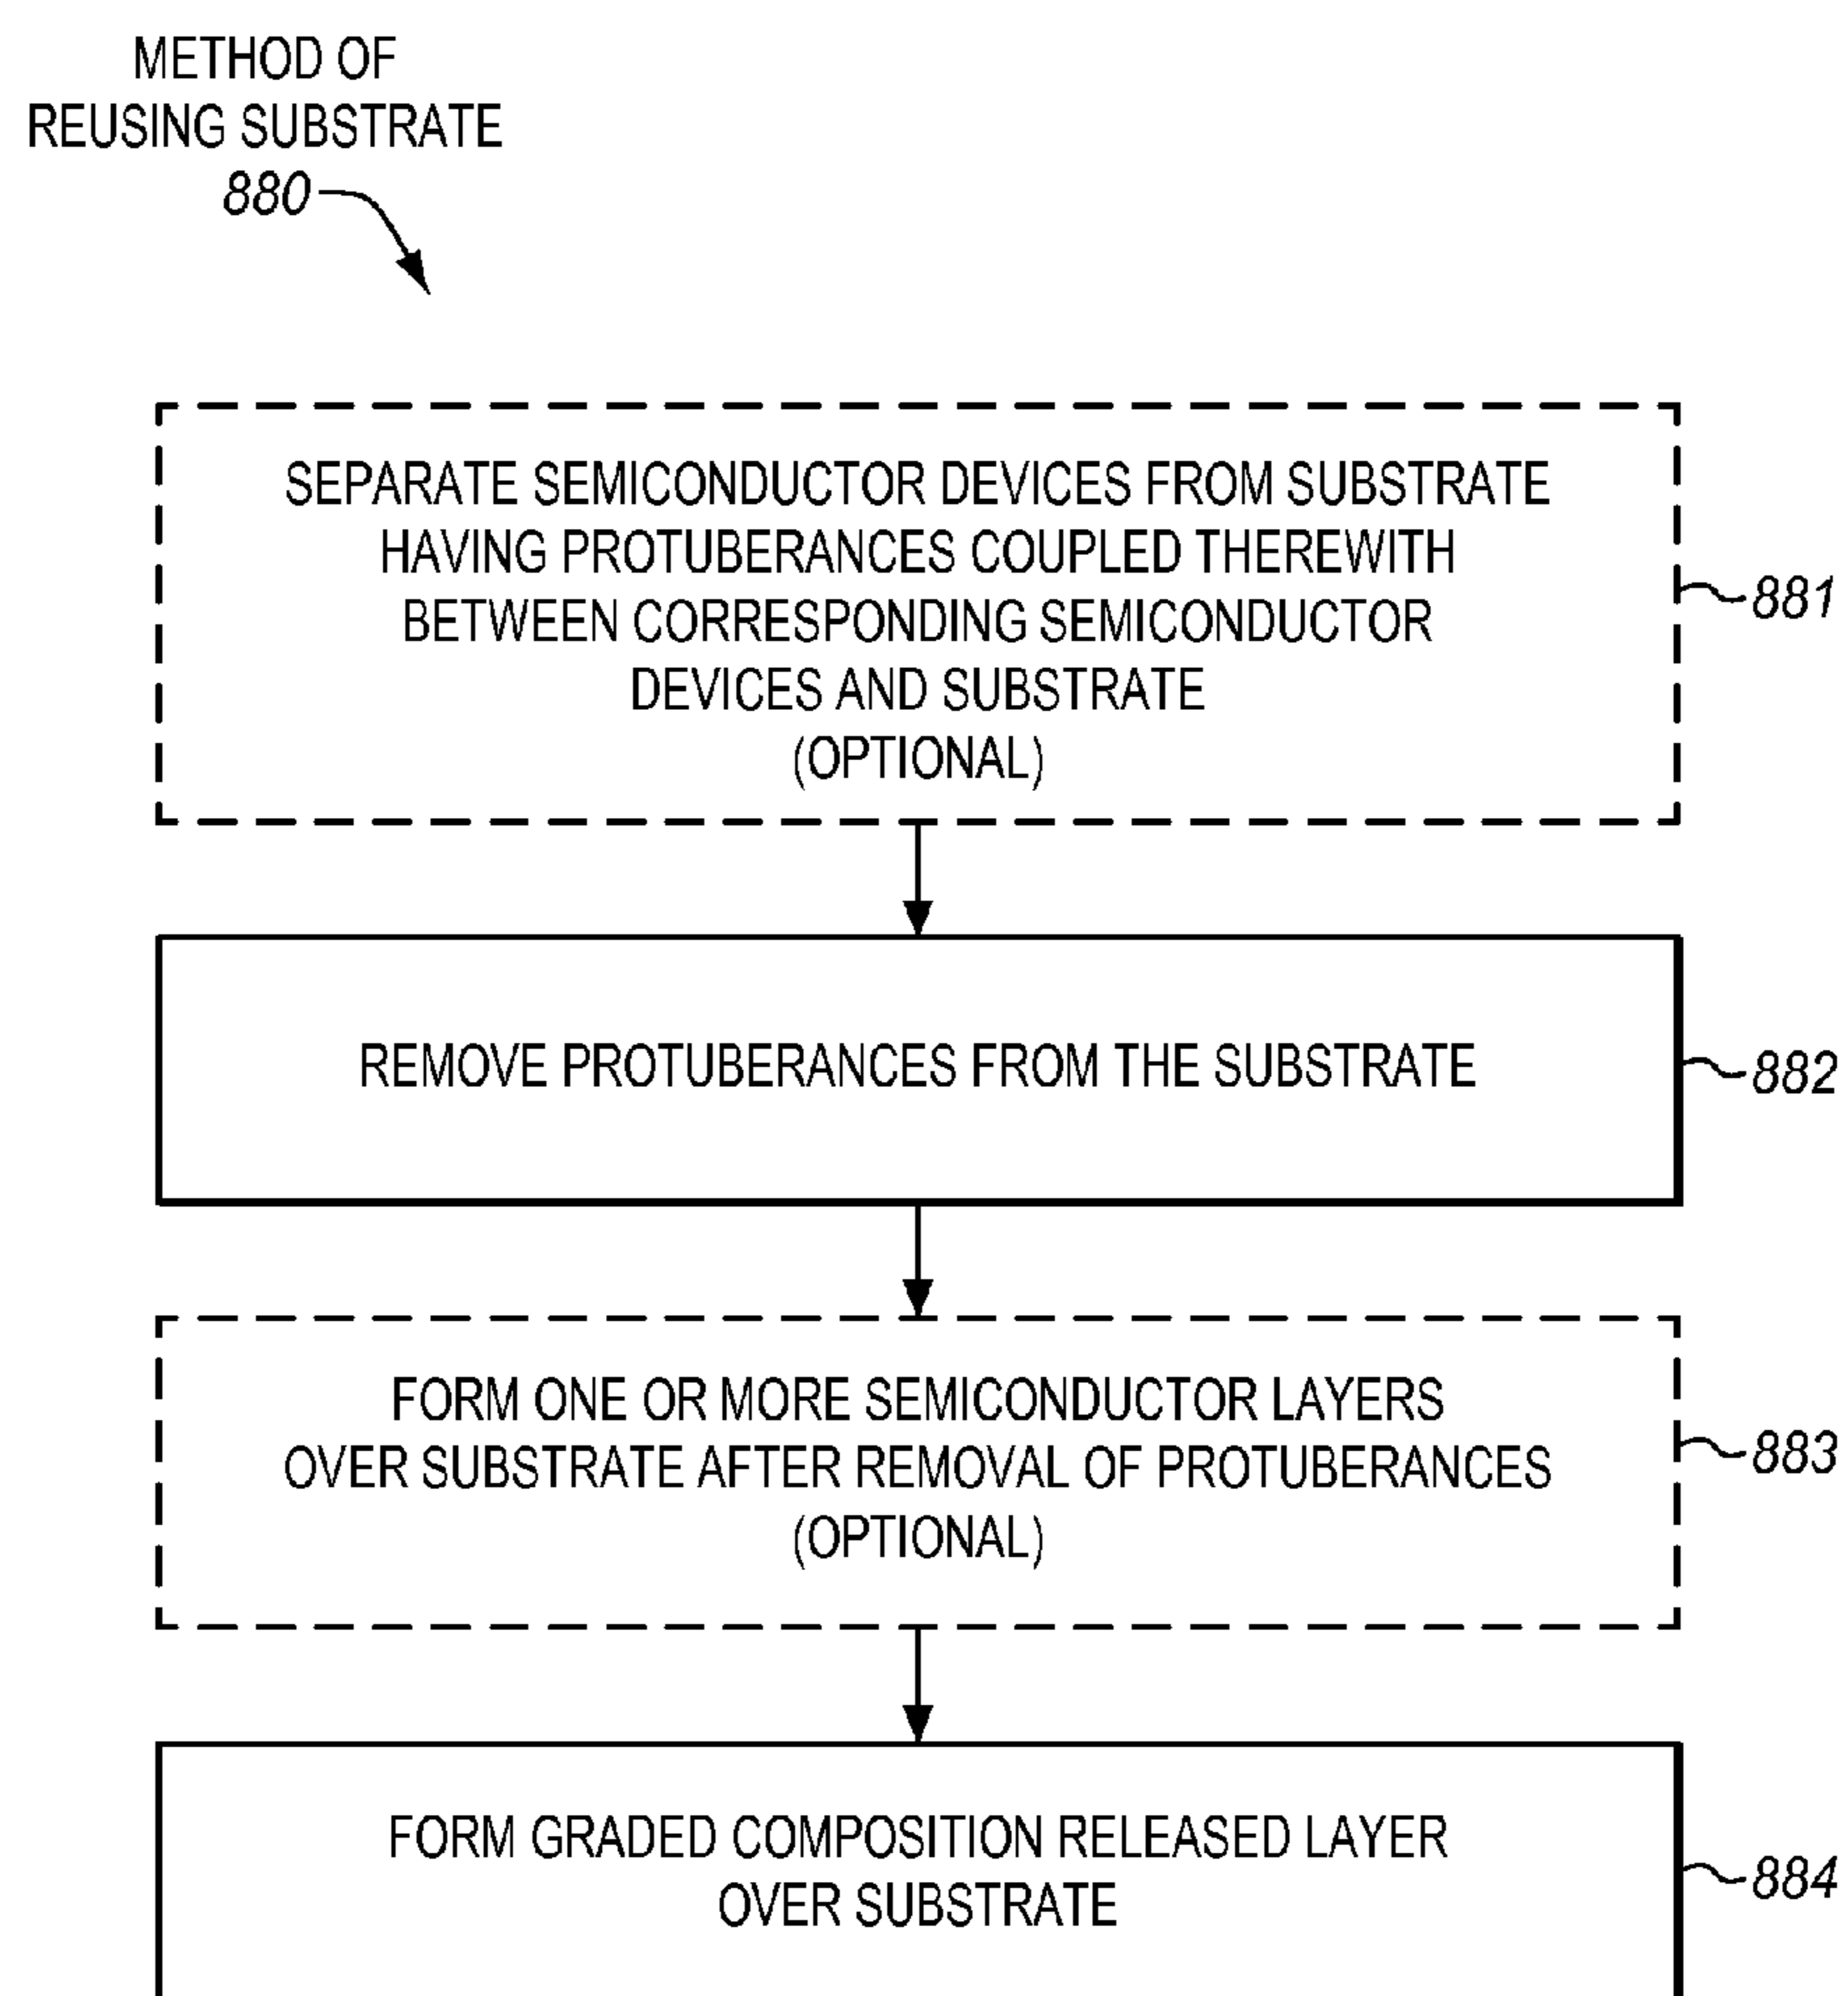 METHOD OF
REUSING SUBSTRATE
880
SEPARATE SEMICONDUCTOR DEVICES FROM SUBSTRATE
HAVING PROTUBERANCES COUPLED THEREWITH
BETWEEN CORRESPONDING SEMICONDUCTOR
DEVICES AND SUBSTRATE
(OPTIONAL)
881
REMOVE PROTUBERANCES FROM THE SUBSTRATE
882
FORM ONE OR MORE SEMICONDUCTOR LAYERS
OVER SUBSTRATE AFTER REMOVAL OF PROTUBERANCES
(OPTIONAL)
883
FORM GRADED COMPOSITION RELEASED LAYER
OVER SUBSTRATE
884